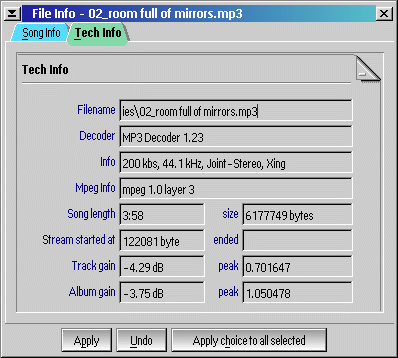 File Info - 02_room full of mirrors.mp3
Song Info Tech Info
Tech Info
Filename ies\02_room full of mirrors.mp3
Decoder MP3 Decoder 1.23
Info 200 kbs, 44.1 kHz, Joint-Stereo, Xing
Mpeg Info mpeg 1.0 layer 3
Song length 3:58 size 6177749 bytes
Stream started at 122081 byte ended
Track gain -4.29 dB peak 0.701647
Album gain -3.75 dB peak 1.050478
Apply Undo Apply choice to all selected